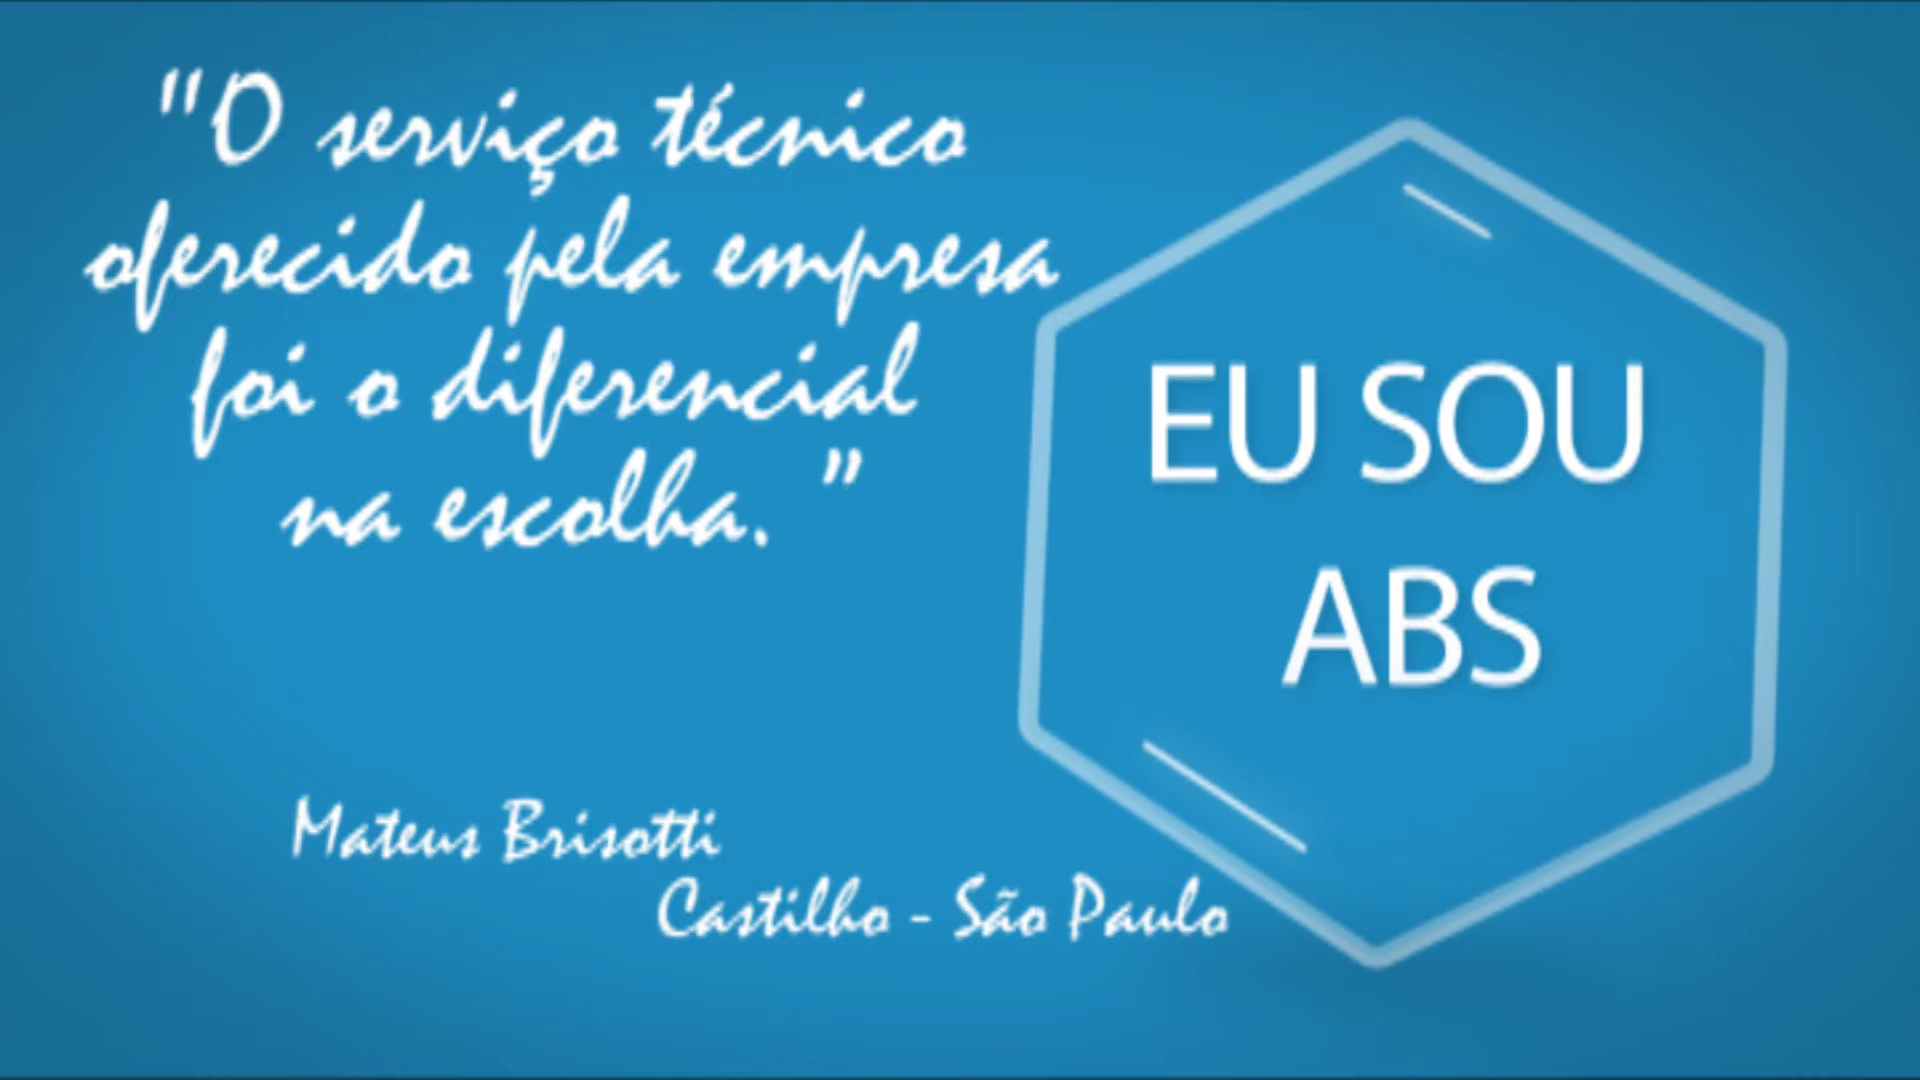 "O serviço técnico
oferecido pela empresa
foi o diferencial
na escolha. ”
Mateus Brisotti
Castilho - São Paulo
EU SOU
ABS